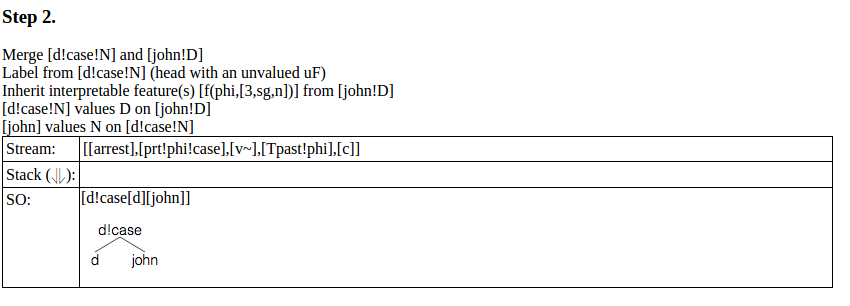 Step 2.
Merge [d!case!N] and [john!D]
Label from [d!case!N] (head with an unvalued uF)
Inherit interpretable feature(s) [f(phi,[3,sg,n])] from [john!D]
[d!case!N] values D on [john!D]
[john] values N on [d!case!N]
Stream: [[arrest],[prt!phi!case],[v~],[Tpast!phi],[c]]
Stack (⥥):
SO: [d!case[d][john]]
d!case
d john